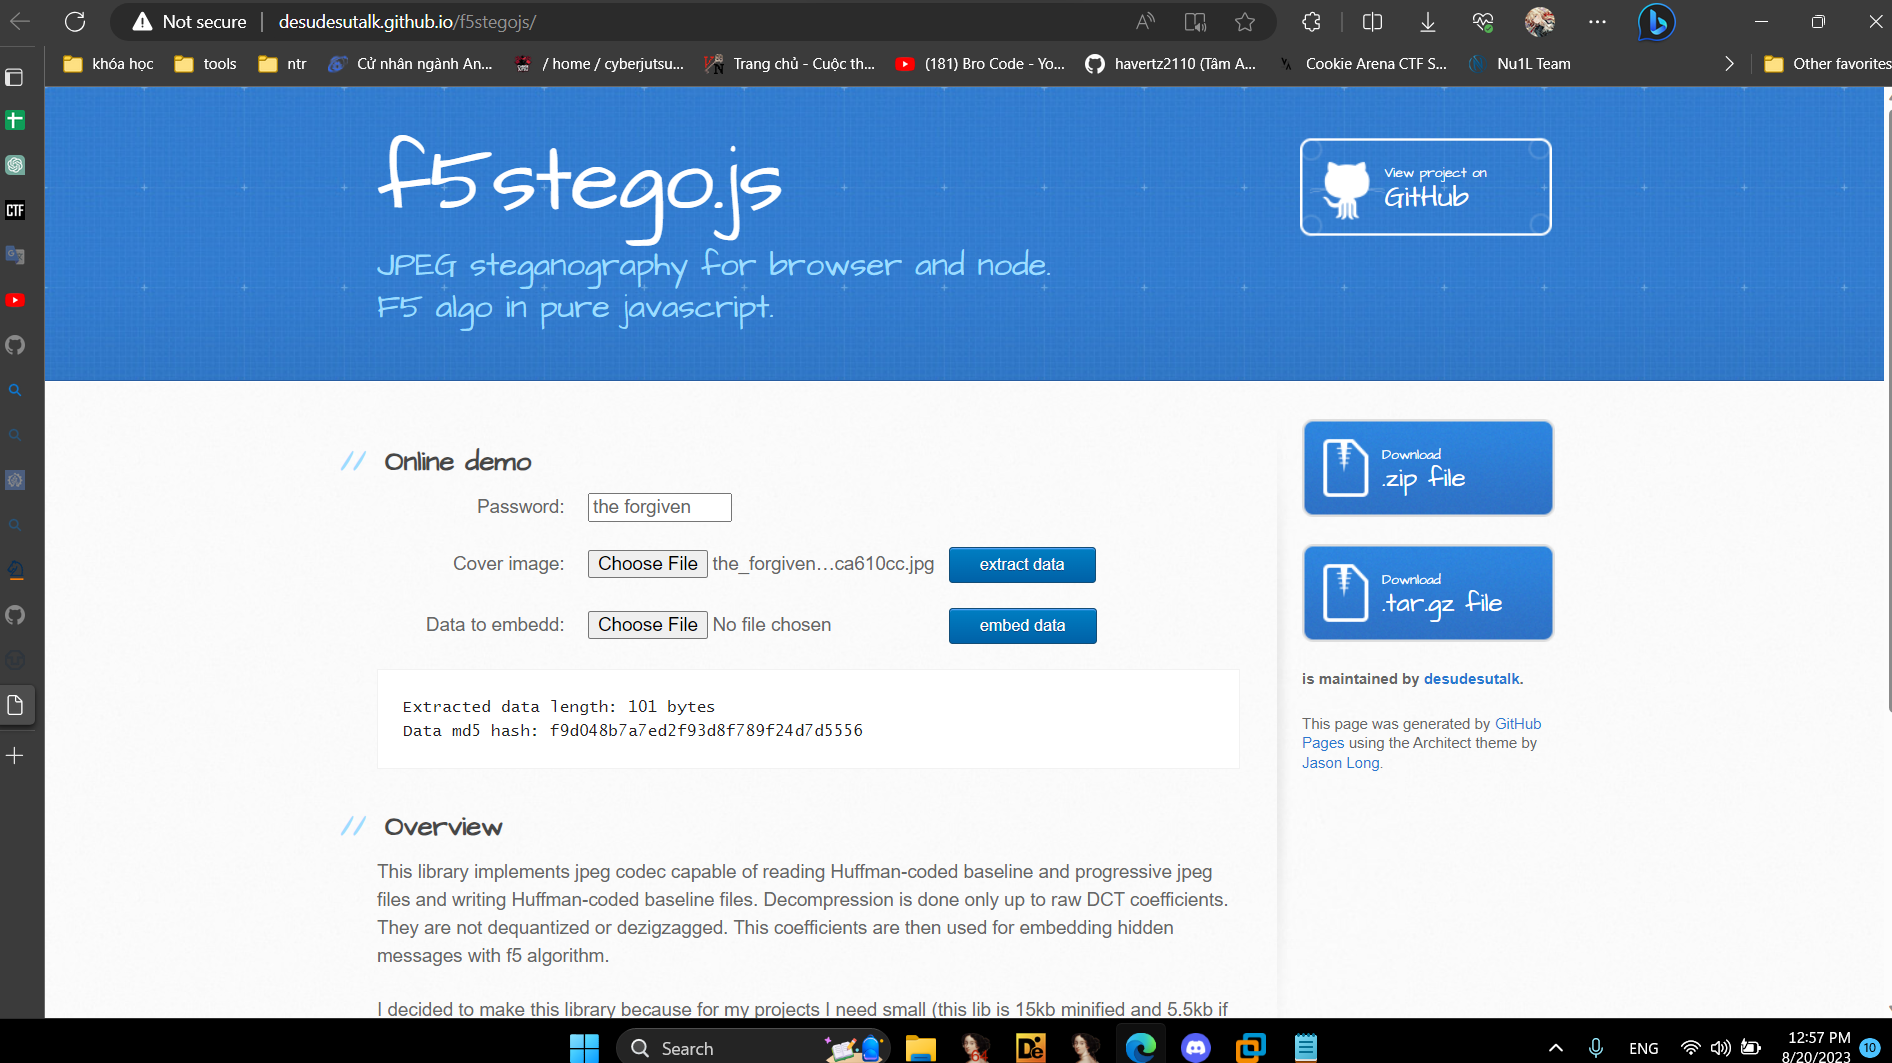 Not secure
desudesutalk.github.io/f5stegojs/
khóa học
tools
ntr
Cử nhân ngành An...
/ home / cyberjutsu...
Trang chủ - Cuộc th...
(181) Bro Code - Yo...
havertz2110 (Tâm A...
Cookie Arena CTF S...
Nu1L Team
Other favorites
CTF
f5stego.js
JPEG steganography for browser and node.
F5 algo in pure javascript.
View project on
GitHub
// Online demo
Password: the forgiven
Cover image: Choose File the_forgiven…ca610cc.jpg extract data
Data to embedd: Choose File No file chosen embed data
Extracted data length: 101 bytes
Data md5 hash: f9d048b7a7ed2f93d8f789f24d7d5556
Download
.zip file
Download
.tar.gz file
is maintained by desudesutalk.
This page was generated by GitHub
Pages using the Architect theme by
Jason Long.
// Overview
This library implements jpeg codec capable of reading Huffman-coded baseline and progressive jpeg
files and writing Huffman-coded baseline files. Decompression is done only up to raw DCT coefficients.
They are not dequantized or dezigzagged. This coefficients are then used for embedding hidden
messages with f5 algorithm.
I decided to make this library because for my projects I need small (this lib is 15kb minified and 5.5kb if
Search
64
De
ENG
12:57 PM
8/20/2023
10